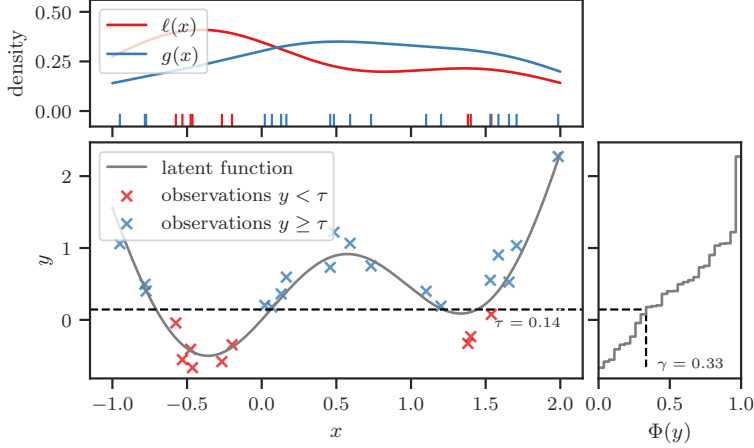 density
0.50
0.25
0.00
ℓ(x)
g(x)
y
2
1
0
latent function
observations y < τ
observations y ≥ τ
τ = 0.14
γ = 0.33
−1.0 −0.5 0.0 0.5 1.0 1.5 2.0
x
0.0 0.5 1.0
Φ(y)